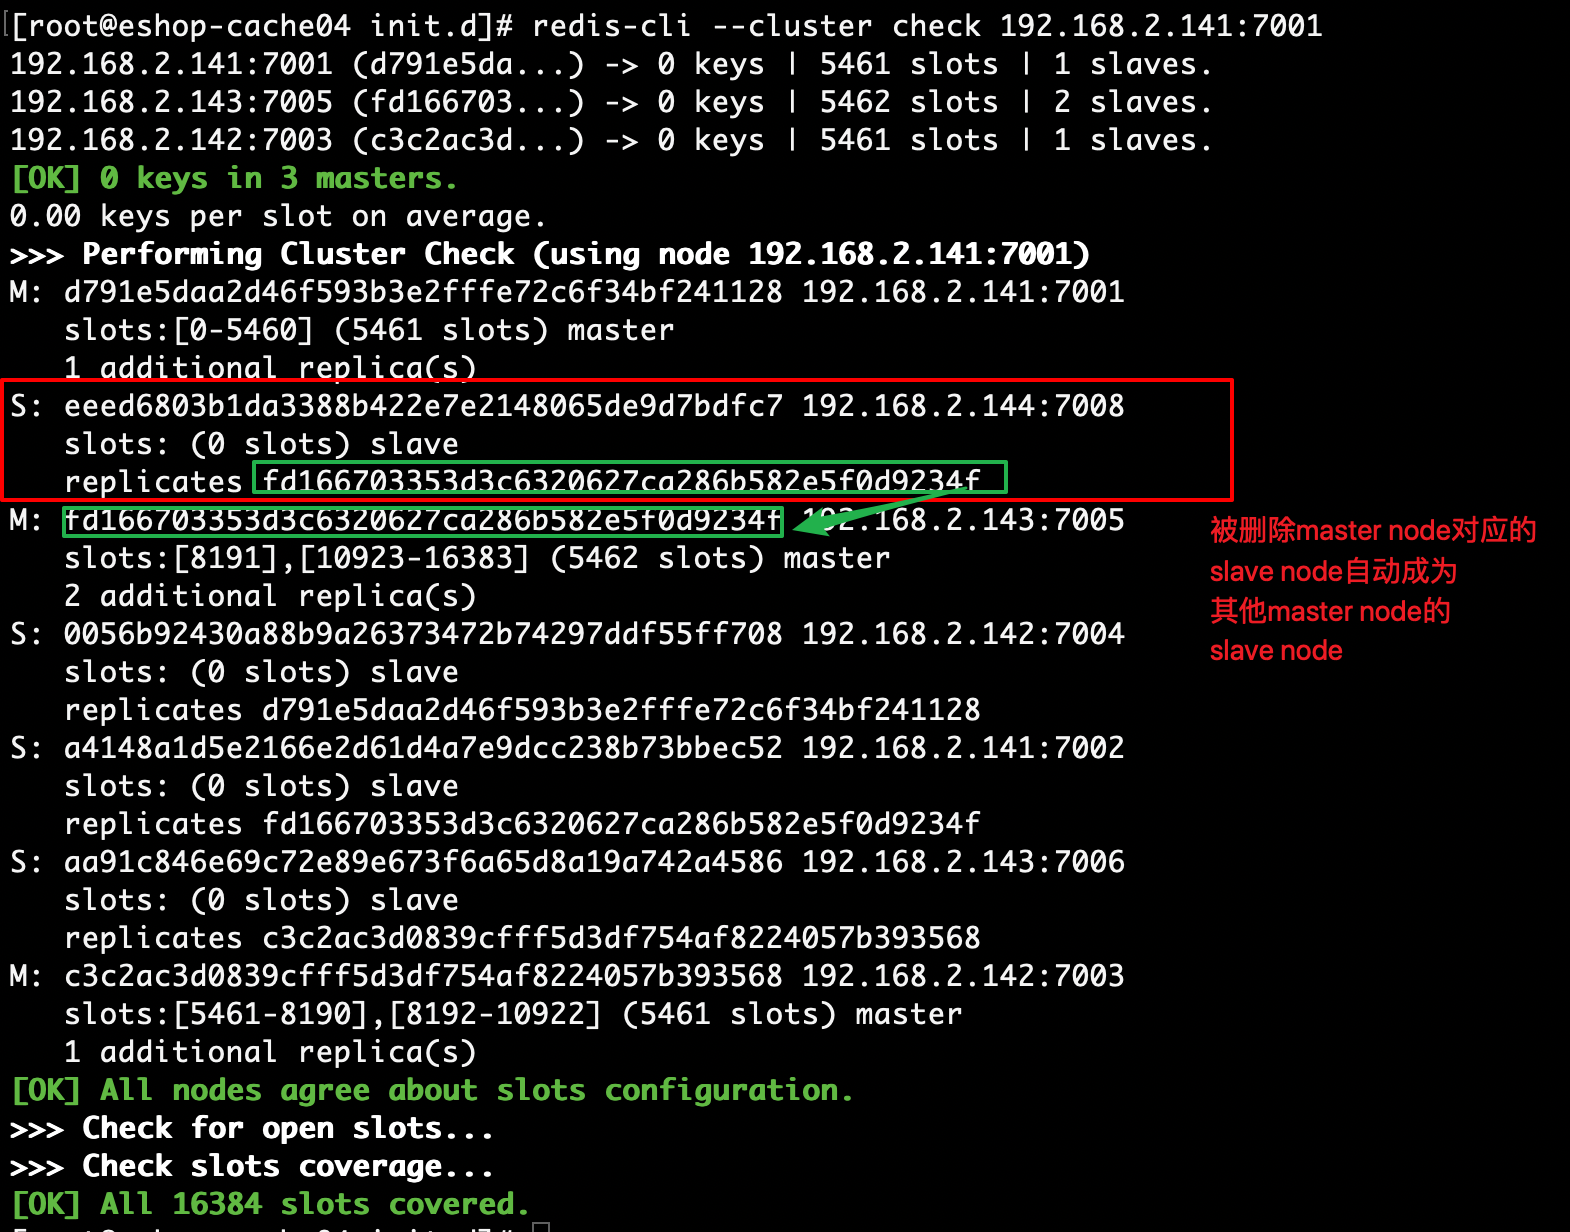 [root@eshop-cache04 init.d]# redis-cli --cluster check 192.168.2.141:7001
192.168.2.141:7001 (d791e5da...) -> 0 keys | 5461 slots | 1 slaves.
192.168.2.143:7005 (fd166703...) -> 0 keys | 5462 slots | 2 slaves.
192.168.2.142:7003 (c3c2ac3d...) -> 0 keys | 5461 slots | 1 slaves.
[OK] 0 keys in 3 masters.
0.00 keys per slot on average.
>>> Performing Cluster Check (using node 192.168.2.141:7001)
M: d791e5daa2d46f593b3e2fffe72c6f34bf241128 192.168.2.141:7001
slots:[0-5460] (5461 slots) master
1 additional replica(s)
S: eeed6803b1da3388b422e7e2148065de9d7bdfc7 192.168.2.144:7008
slots: (0 slots) slave
replicates fd166703353d3c6320627ca286b582e5f0d9234f
M: fd166703353d3c6320627ca286b582e5f0d9234f 192.168.2.143:7005
slots:[8191],[10923-16383] (5462 slots) master
2 additional replica(s)
S: 0056b92430a88b9a26373472b74297ddf55ff708 192.168.2.142:7004
slots: (0 slots) slave
replicates d791e5daa2d46f593b3e2fffe72c6f34bf241128
S: a4148a1d5e2166e2d61d4a7e9dcc238b73bbec52 192.168.2.141:7002
slots: (0 slots) slave
replicates fd166703353d3c6320627ca286b582e5f0d9234f
S: aa91c846e69c72e89e673f6a65d8a19a742a4586 192.168.2.143:7006
slots: (0 slots) slave
replicates c3c2ac3d0839cfff5d3df754af8224057b393568
M: c3c2ac3d0839cfff5d3df754af8224057b393568 192.168.2.142:7003
slots:[5461-8190],[8192-10922] (5461 slots) master
1 additional replica(s)
[OK] All nodes agree about slots configuration.
>>> Check for open slots...
>>> Check slots coverage...
[OK] All 16384 slots covered.
被删除master node对应的
slave node自动成为
其他master node的
slave node